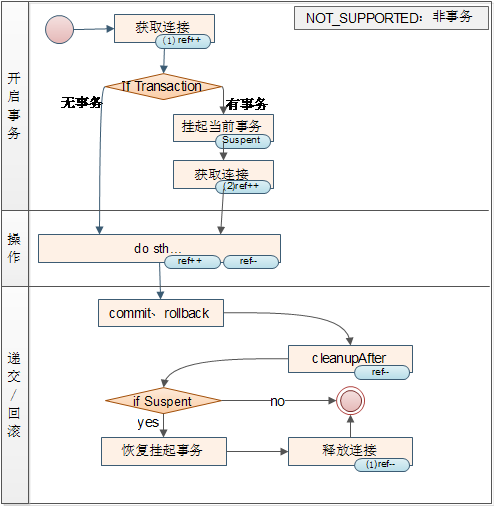 NOT_SUPPORTED：非事务
开启事务
获取连接
(1) ref++
If Transaction
无事务
有事务
挂起当前事务
Suspent
获取连接
(2)ref++
操作
do sth...
ref++
ref--
递交/回滚
commit、rollback
cleanupAfter
ref--
if Suspent
no
yes
恢复挂起事务
释放连接
(1)ref--